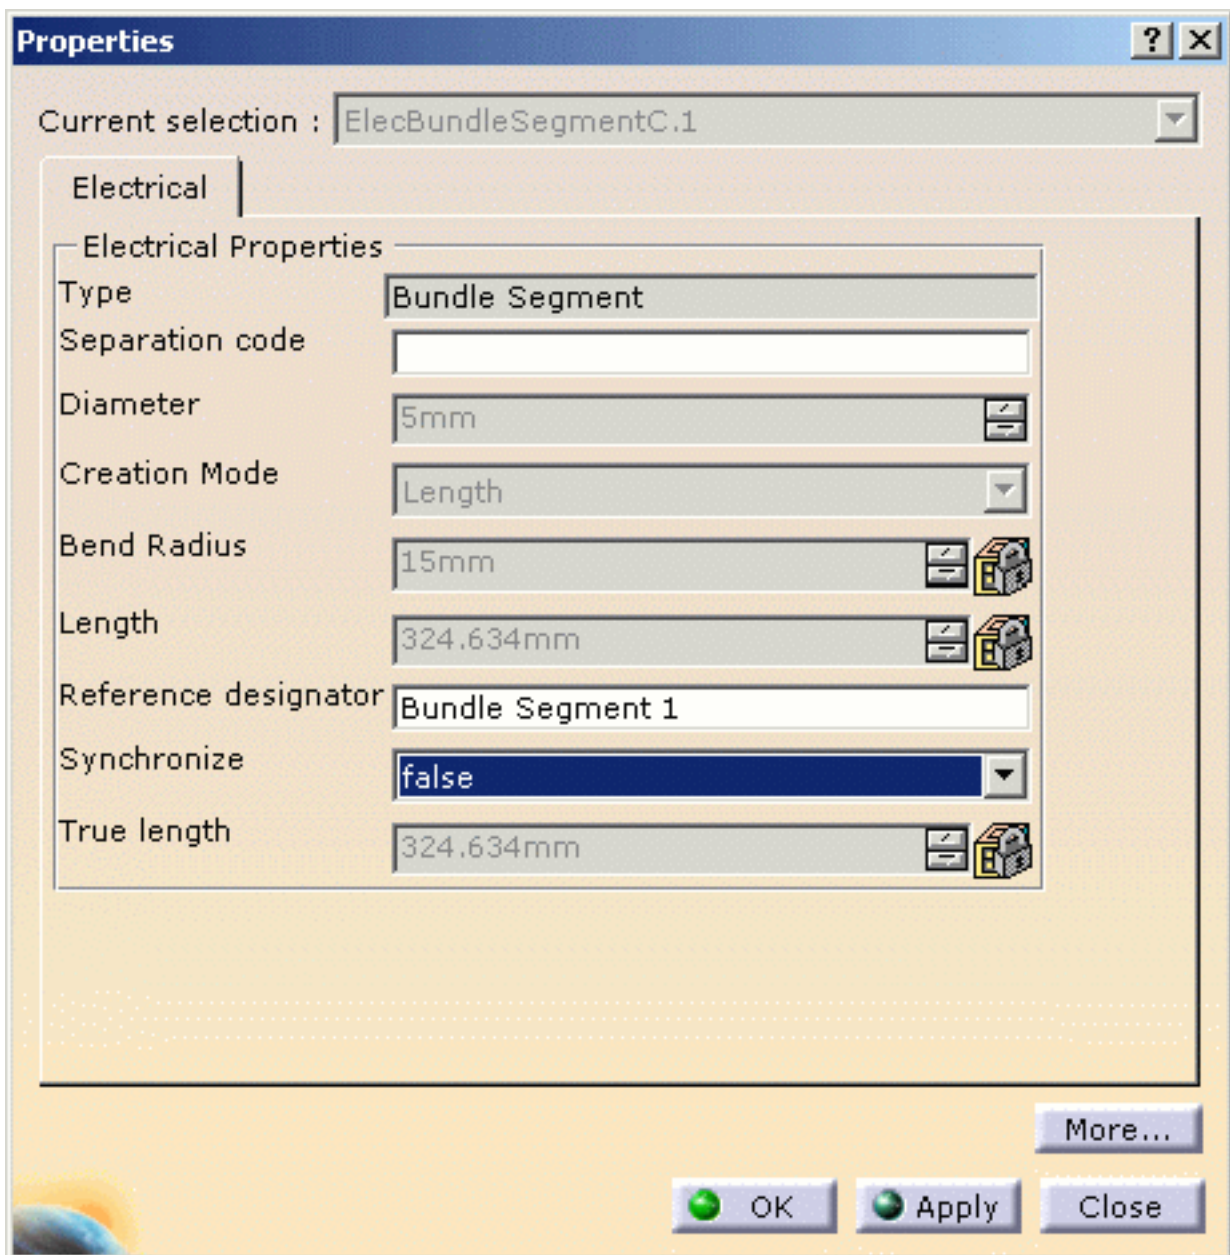 Properties
Current selection : ElecBundleSegmentC.1
Electrical
Electrical Properties
Type Bundle Segment
Separation code
Diameter 5mm
Creation Mode Length
Bend Radius 15mm
Length 324.634mm
Reference designator Bundle Segment 1
Synchronize false
True length 324.634mm
More...
OK Apply Close